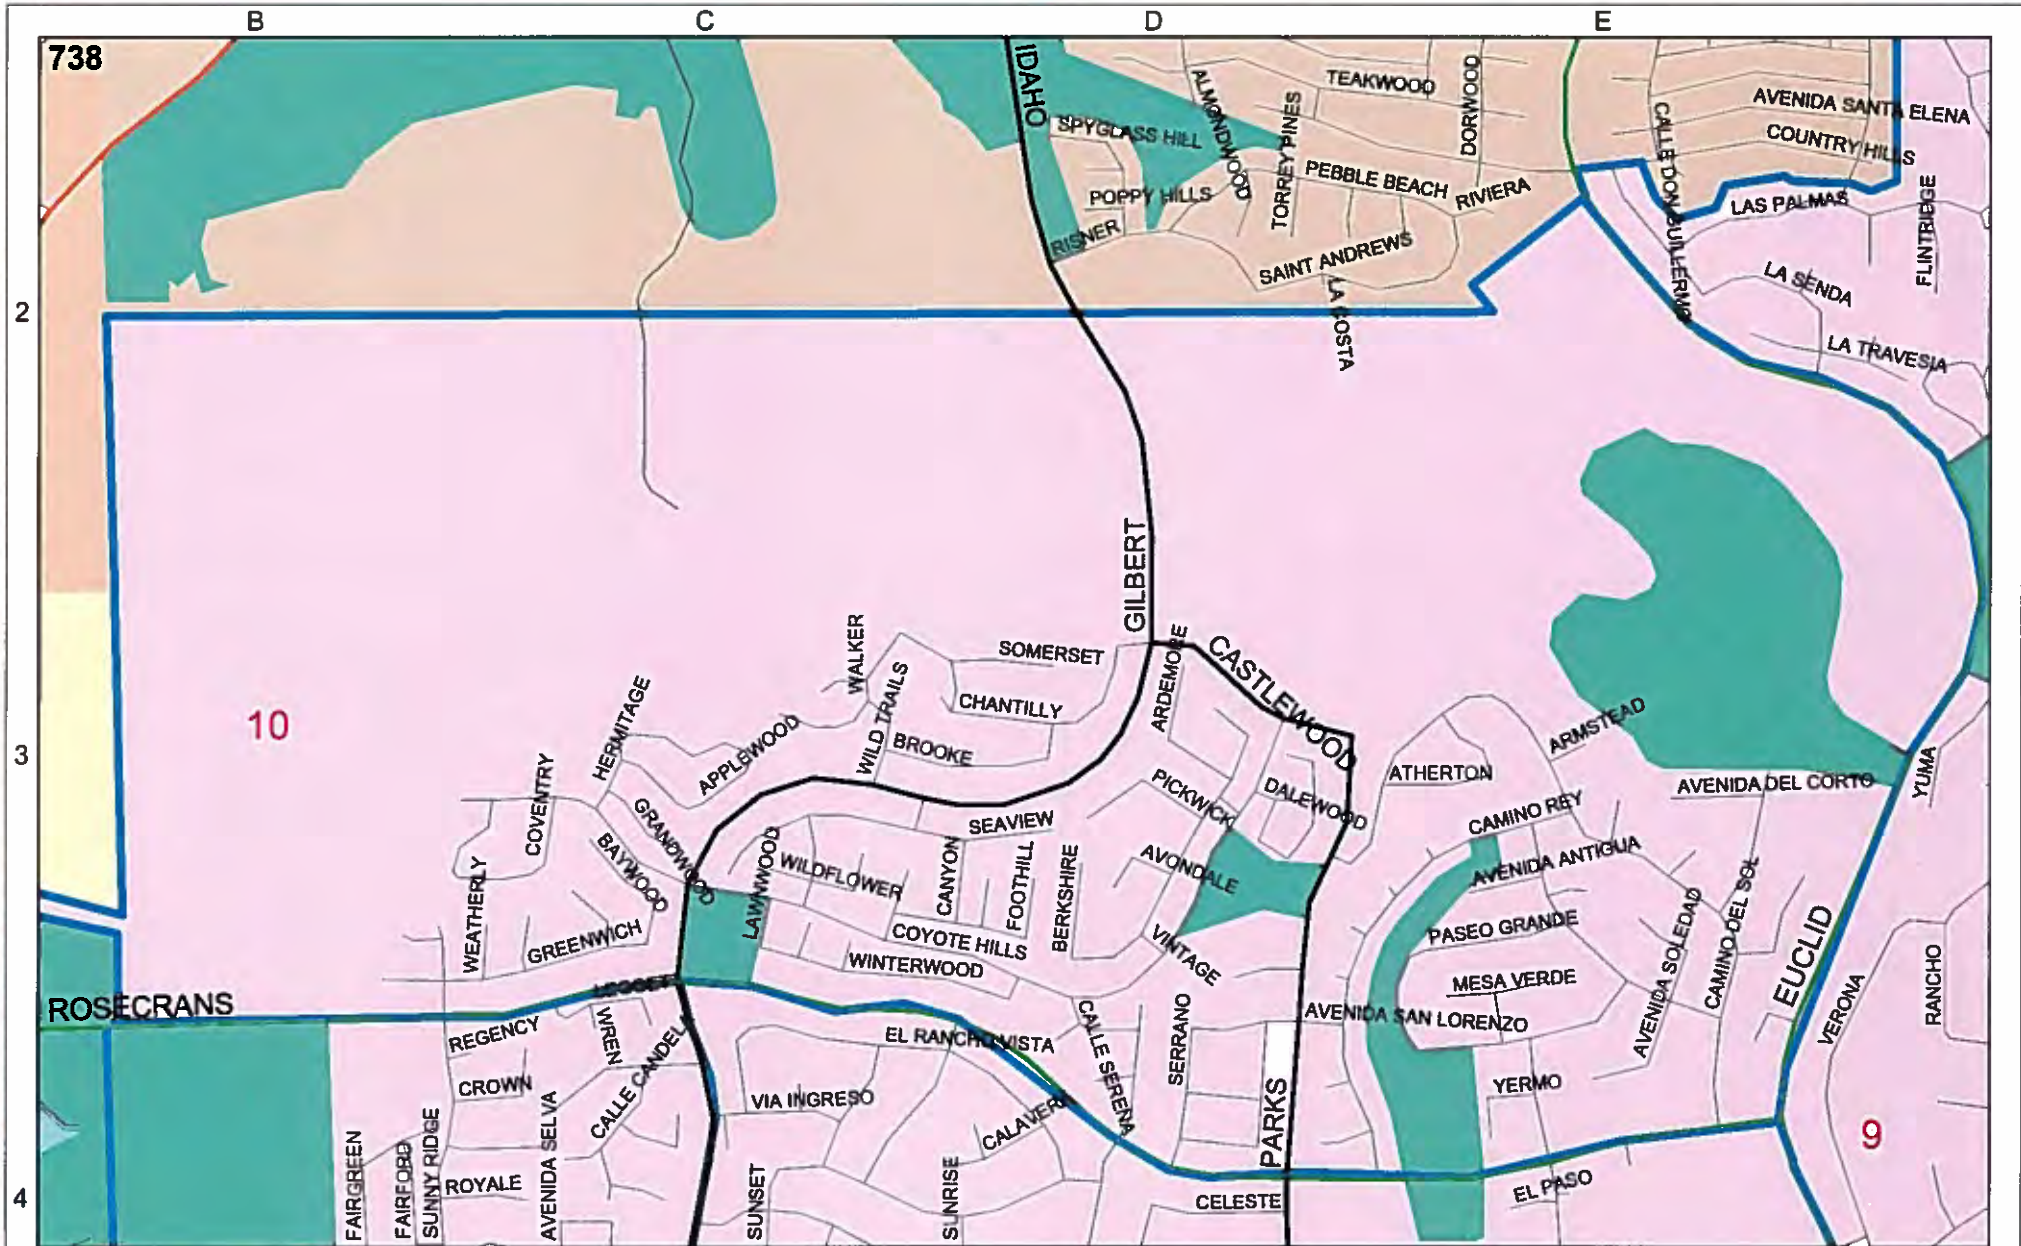 B
C
D
E
738
IDAHO
TEAKWOOD
DORWOOD
ALMONDWOOD
TORREY PINES
SPYGLASS HILL
AVENIDA SANTA ELENA
COUNTRY HILLS
CALLE DON GUILLERMO
PEBBLE BEACH
RIVIERA
POPPY HILLS
LAS PALMAS
FLINTRIDGE
RISNER
SAINT ANDREWS
LA COSTA
LA SENDA
2
LA TRAVESIA
GILBERT
WALKER
SOMERSET
ARDEMORE
CASTLEWOOD
HERMITAGE
WILD TRAILS
CHANTILLY
10
APPLEWOOD
BROOKE
ARMSTEAD
3
COVENTRY
ATHERTON
AVENIDA DEL CORTO
YUMA
PICKWICK
DALEWOOD
GRANDWOOD
SEAVIEW
CAMINO REY
BAYWOOD
LAWNWOOD
WILDFLOWER
CANYON
FOOTHILL
BERKSHIRE
AVONDALE
AVENIDA ANTIGUA
WEATHERLY
GREENWICH
COYOTE HILLS
WINTERWOOD
VINTAGE
PASEO GRANDE
AVENIDA SOLEDAD
CAMINO DEL SOL
EUCLID
MESA VERDE
VERONA
RANCHO
ROSECRANS
REGENCY
WREN
CALLE CANDELA
EL RANCHO VISTA
CALLE SERENA
SERRANO
AVENIDA SAN LORENZO
CROWN
VIA INGRESO
CALAVERA
PARKS
YERMO
9
FAIRGREEN
FAIRFORD
SUNNY RIDGE
ROYALE
AVENIDA SELVA
SUNSET
SUNRISE
CELESTE
EL PASO
4